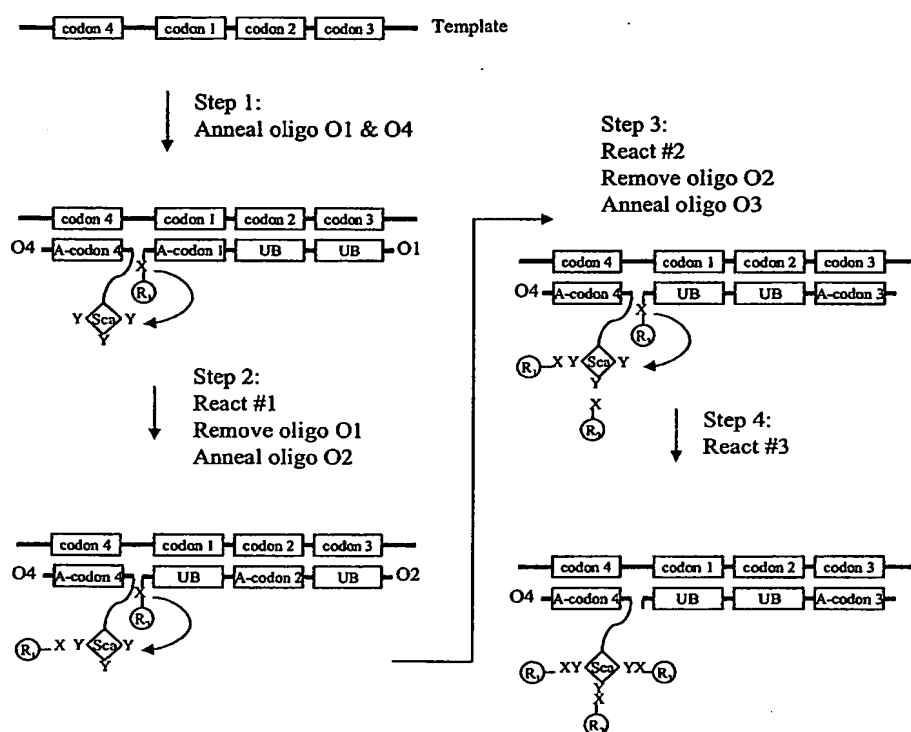 codon 4 codon 1 codon 2 codon 3 Template
Step 1:
Anneal oligo O1 & O4
codon 4 codon 1 codon 2 codon 3
O4 A-codon 4 A-codon 1 UB UB O1
X
R₁
Y Sca Y
Y
Step 2:
React #1
Remove oligo O1
Anneal oligo O2
codon 4 codon 1 codon 2 codon 3
O4 A-codon 4 UB A-codon 2 UB O2
X
R₂
R₁ X Y Sca Y
Y
Step 3:
React #2
Remove oligo O2
Anneal oligo O3
codon 4 codon 1 codon 2 codon 3
O4 A-codon 4 UB UB A-codon 3
X
R₃
R₁ X Y Sca Y
Y
X
R₂
Step 4:
React #3
codon 4 codon 1 codon 2 codon 3
O4 A-codon 4 UB UB A-codon 3
R₁ XY Sca YX R₃
Y
X
R₂